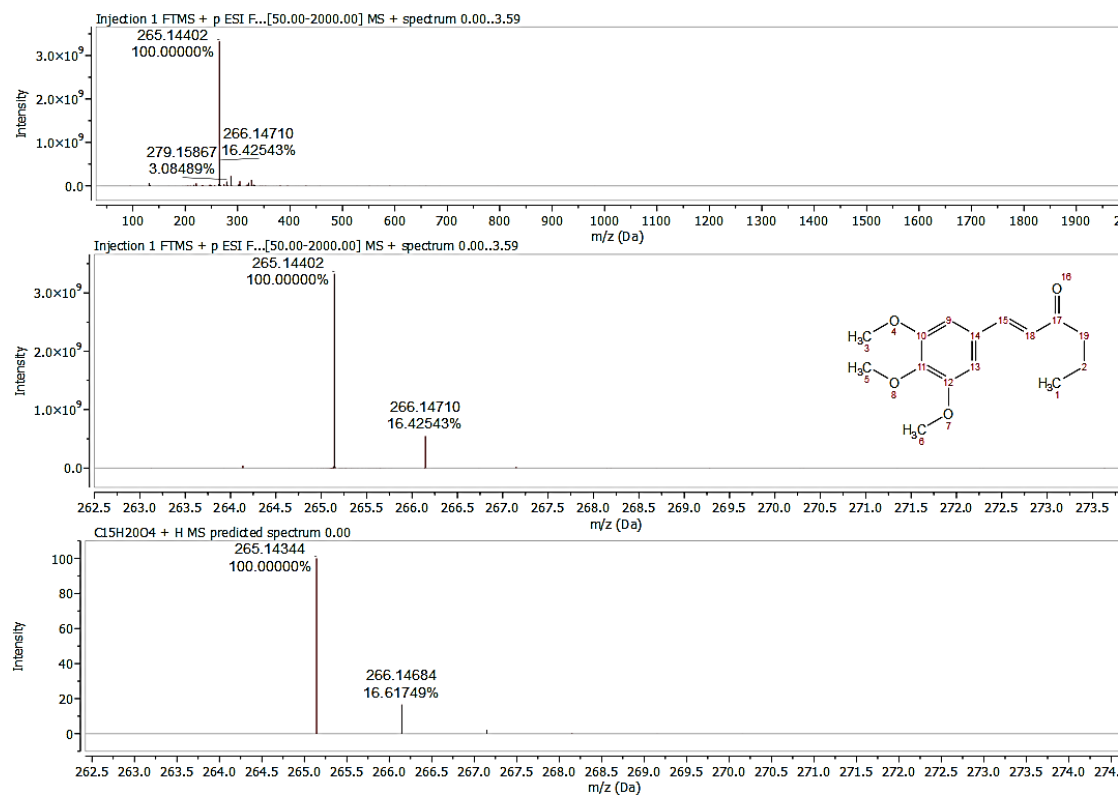 Injection 1 FTMS + p ESI F...[50.00-2000.00] MS + spectrum 0.00..3.59
265.14402
100.00000%
3.0×10⁹
2.0×10⁹
1.0×10⁹
0.0
Intensity
266.14710
16.42543%
279.15867
3.08489%
100 200 300 400 500 600 700 800 900 1000 1100 1200 1300 1400 1500 1600 1700 1800 1900 2
m/z (Da)
Injection 1 FTMS + p ESI F...[50.00-2000.00] MS + spectrum 0.00..3.59
265.14402
100.00000%
3.0×10⁹
2.0×10⁹
1.0×10⁹
0.0
Intensity
266.14710
16.42543%
O 16
O 4
H₃C 3
9
10
14
15
18
17
19
2
H₃C 1
CH₃ 5
O 8
11
12
13
O 7
H₃C 6
262.5 263.0 263.5 264.0 264.5 265.0 265.5 266.0 266.5 267.0 267.5 268.0 268.5 269.0 269.5 270.0 270.5 271.0 271.5 272.0 272.5 273.0 273.5
m/z (Da)
C15H20O4 + H MS predicted spectrum 0.00
265.14344
100.00000%
100
80
60
40
20
0
Intensity
266.14684
16.61749%
262.5 263.0 263.5 264.0 264.5 265.0 265.5 266.0 266.5 267.0 267.5 268.0 268.5 269.0 269.5 270.0 270.5 271.0 271.5 272.0 272.5 273.0 273.5 274.
m/z (Da)